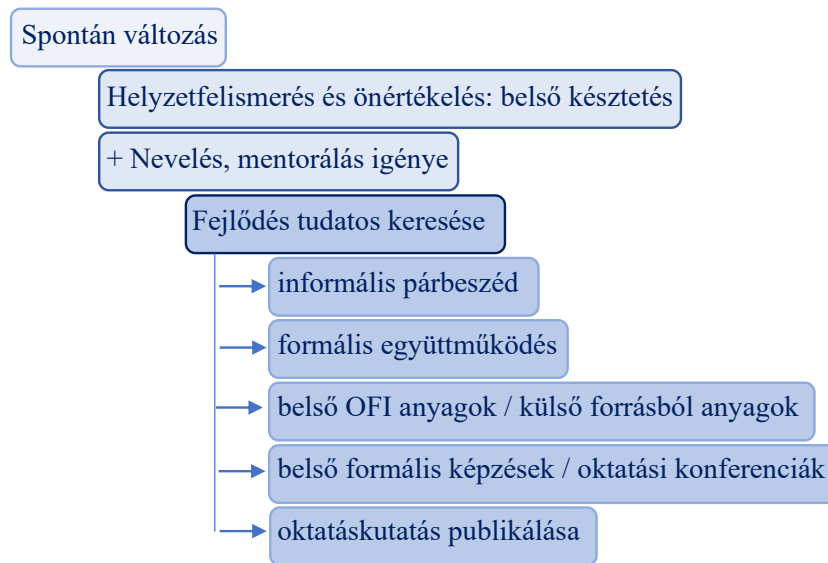 Spontán változás
Helyzetfelismerés és önértékelés: belső késztetés
+ Nevelés, mentorálás igénye
Fejlődés tudatos keresése
informális párbeszéd
formális együttműködés
belső OFI anyagok / külső forrásból anyagok
belső formális képzések / oktatási konferenciák
oktatáskutatás publikálása